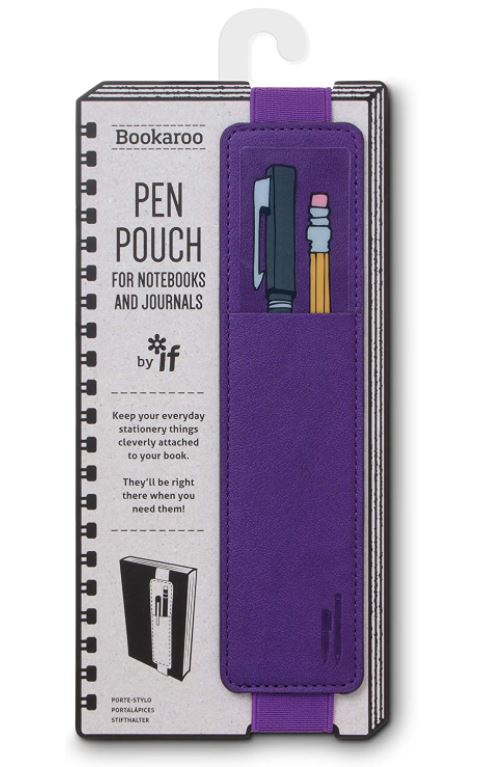 Bookaroo
PEN
POUCH
FOR NOTEBOOKS
AND JOURNALS
by if
Keep your everyday
stationery things
cleverly attached
to your book.
They'll be right
there when you
need them!
PORTE-STYLO
PORTALÁPICES
STIFTHALTER